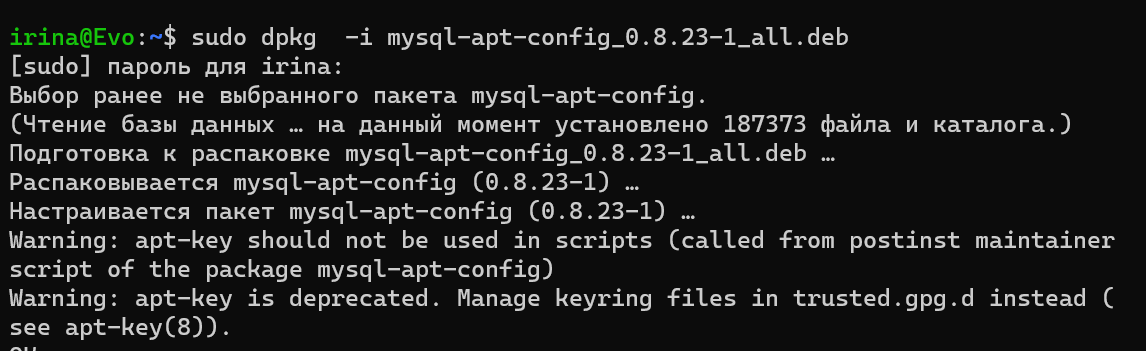 irina@Evo:~$ sudo dpkg  -i mysql-apt-config_0.8.23-1_all.deb
[sudo] пароль для irina:
Выбор ранее не выбранного пакета mysql-apt-config.
(Чтение базы данных … на данный момент установлено 187373 файла и каталога.)
Подготовка к распаковке mysql-apt-config_0.8.23-1_all.deb …
Распаковывается mysql-apt-config (0.8.23-1) …
Настраивается пакет mysql-apt-config (0.8.23-1) …
Warning: apt-key should not be used in scripts (called from postinst maintainer
script of the package mysql-apt-config)
Warning: apt-key is deprecated. Manage keyring files in trusted.gpg.d instead (
see apt-key(8)).